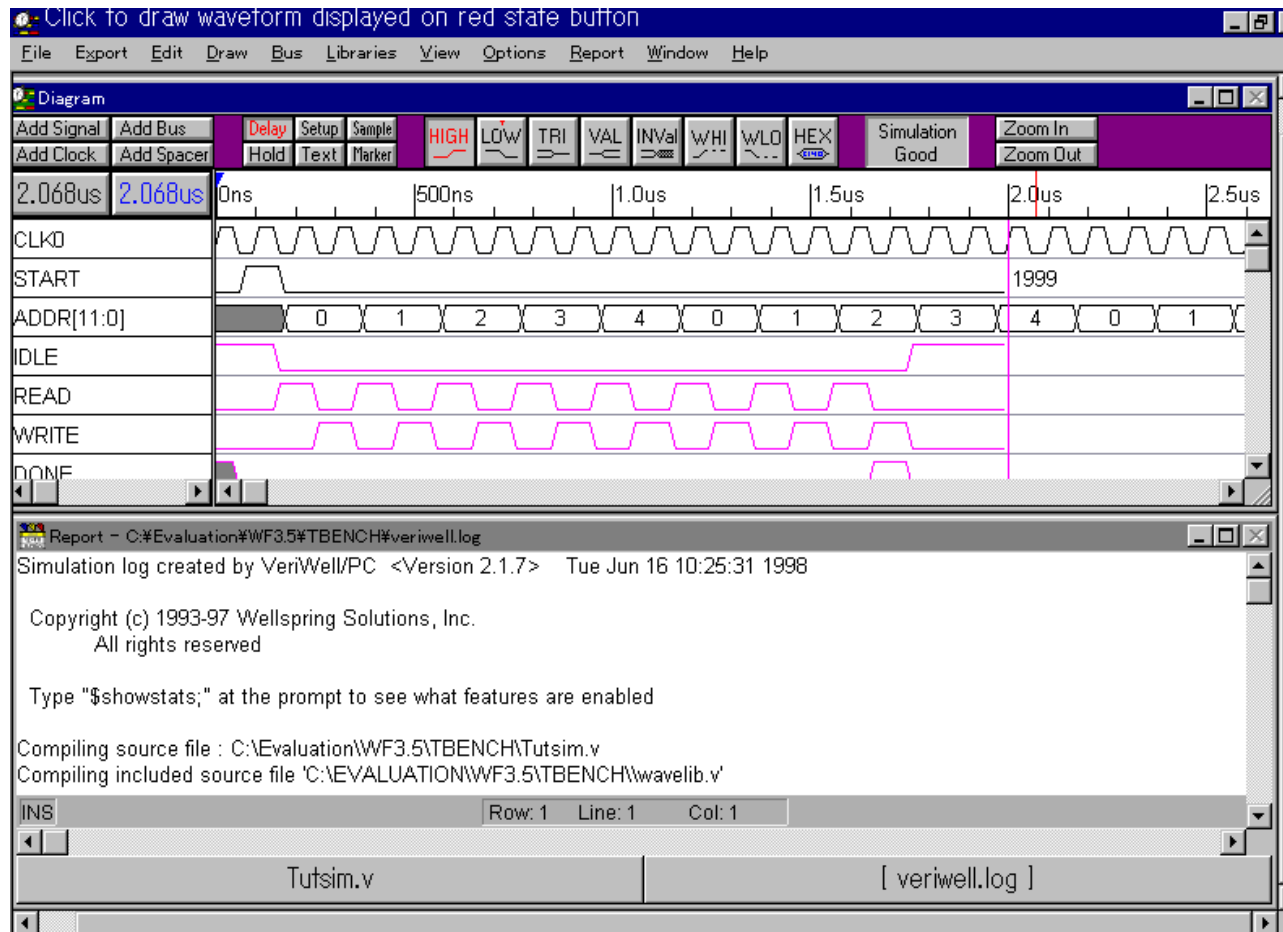 Click to draw waveform displayed on red state button
File Export Edit Draw Bus Libraries View Options Report Window Help
Diagram
Add Signal Add Bus Delay Setup Sample HIGH LOW TRI VAL INVal WHI WLO HEX Simulation Good Zoom In
Add Clock Add Spacer Hold Text Marker Zoom Out
2.068us 2.068us 0ns 500ns 1.0us 1.5us 2.0us 2.5us
CLK0
START 1999
ADDR[11:0] 0 1 2 3 4 0 1 2 3 4 0 1
IDLE
READ
WRITE
DONE
Report - C:¥Evaluation¥WF3.5¥TBENCH¥veriwell.log
Simulation log created by VeriWell/PC <Version 2.1.7> Tue Jun 16 10:25:31 1998
Copyright (c) 1993-97 Wellspring Solutions, Inc.
All rights reserved
Type "$showstats;" at the prompt to see what features are enabled
Compiling source file : C:\Evaluation\WF3.5\TBENCH\Tutsim.v
Compiling included source file 'C:\EVALUATION\WF3.5\TBENCH\\wavelib.v'
INS Row: 1 Line: 1 Col: 1
Tutsim.v [ veriwell.log ]